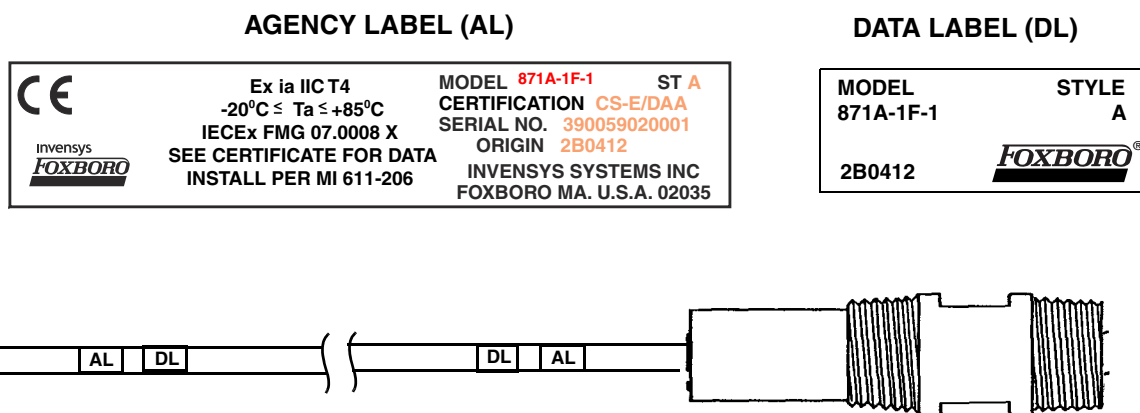 AGENCY LABEL (AL)
DATA LABEL (DL)
CE
Ex ia IIC T4
-20⁰C ≤ Ta ≤ +85⁰C
IECEx FMG 07.0008 X
SEE CERTIFICATE FOR DATA
INSTALL PER MI 611-206
invensys
FOXBORO
MODEL 871A-1F-1 ST A
CERTIFICATION CS-E/DAA
SERIAL NO. 390059020001
ORIGIN 2B0412
INVENSYS SYSTEMS INC
FOXBORO MA. U.S.A. 02035
MODEL STYLE
871A-1F-1 A
2B0412 FOXBORO®
AL DL DL AL